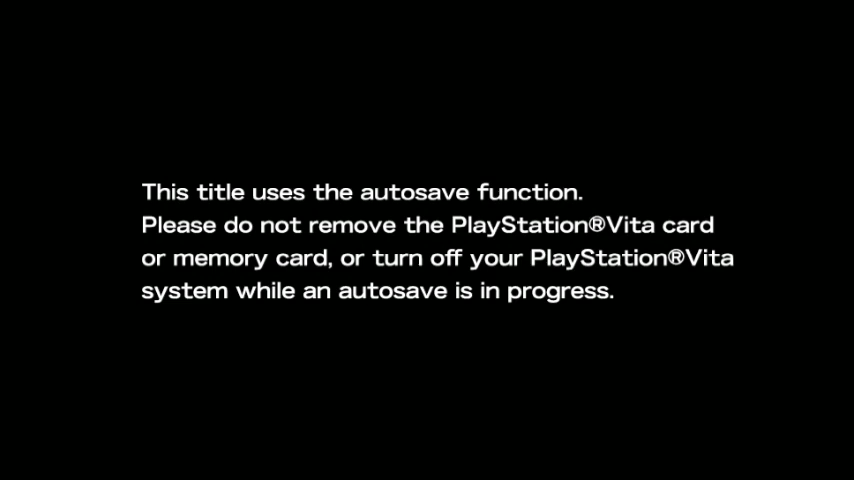 This title uses the autosave function.
Please do not remove the PlayStation®Vita card
or memory card, or turn off your PlayStation®Vita
system while an autosave is in progress.